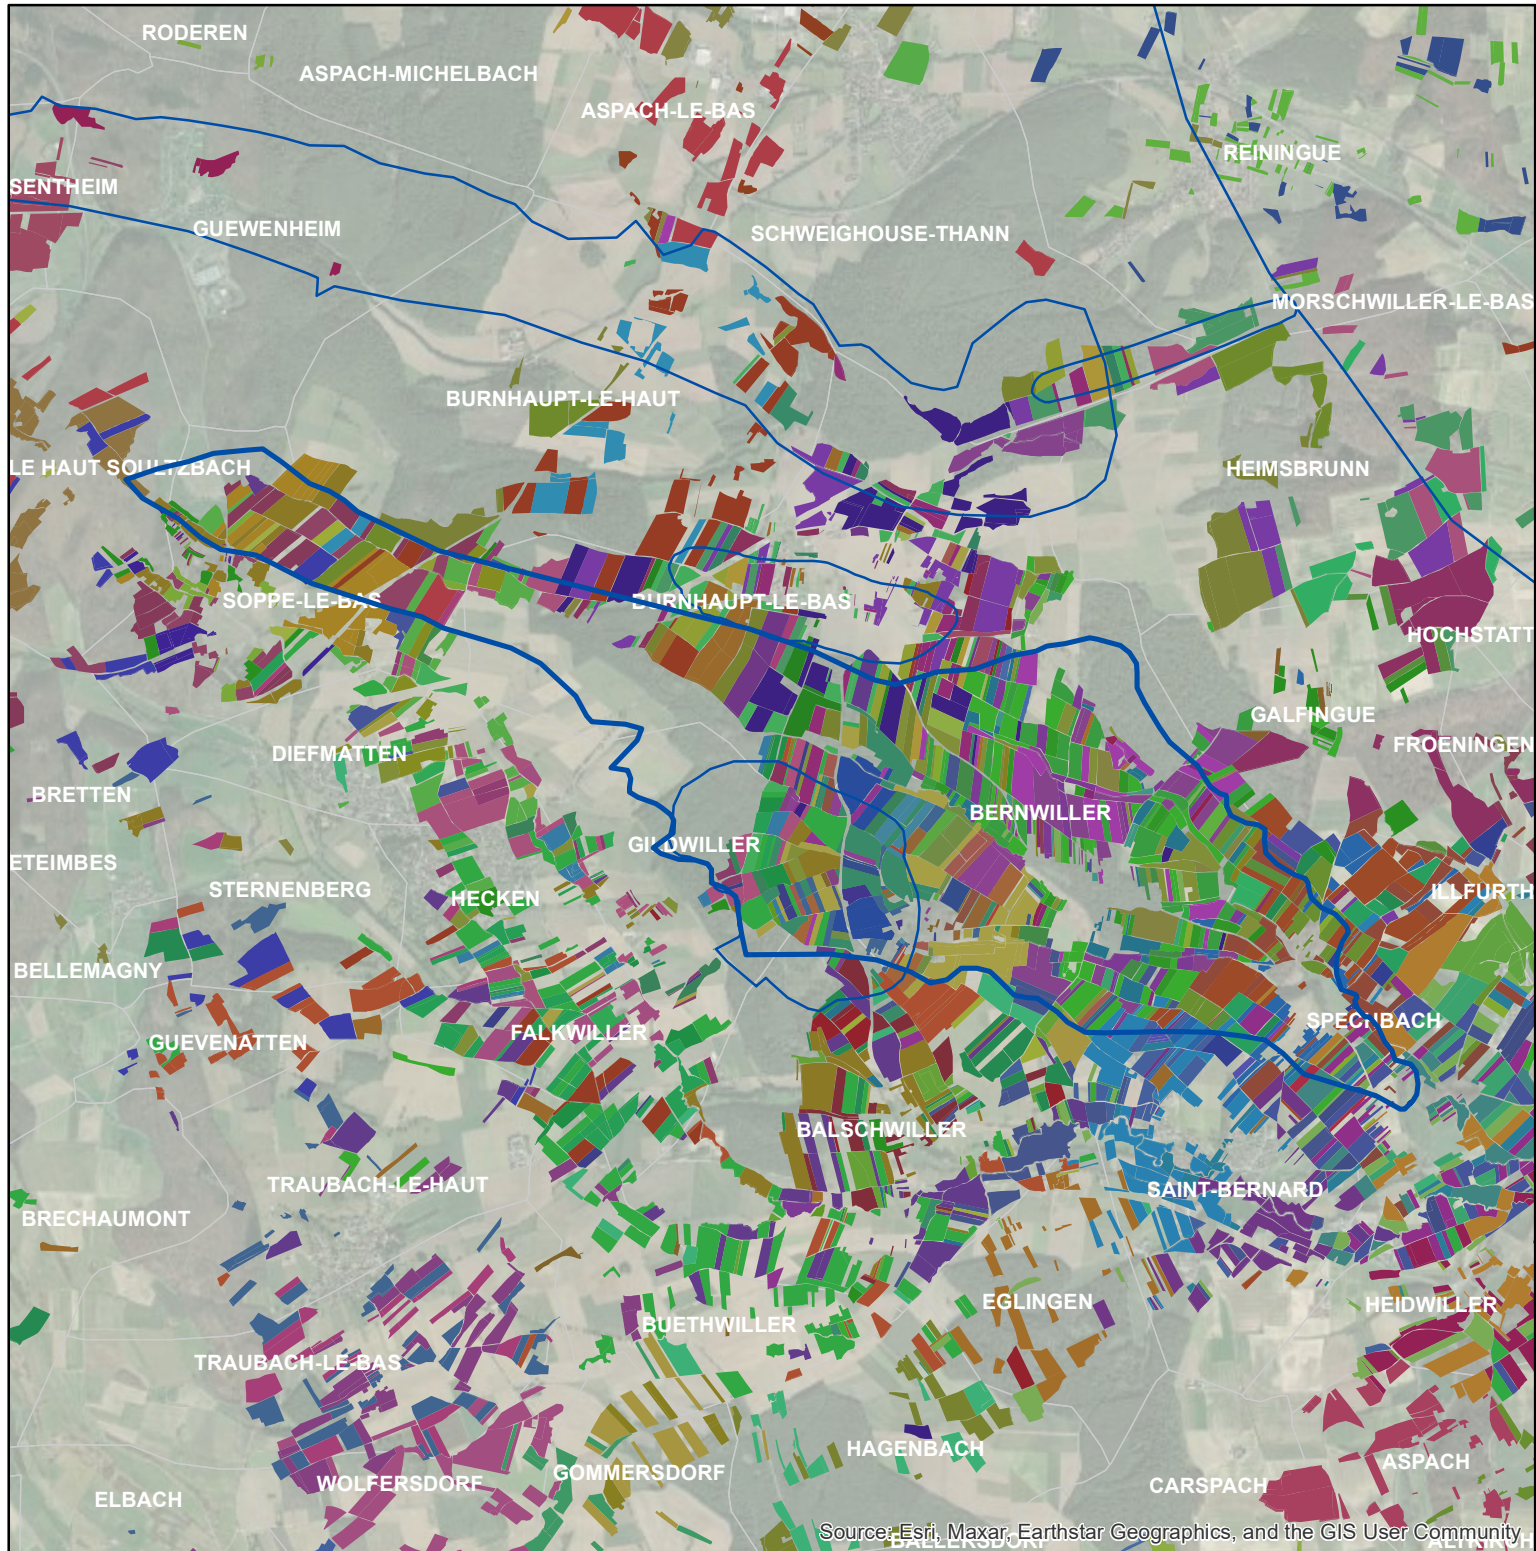 RODEREN
ASPACH-MICHELBACH
ASPACH-LE-BAS
REININGUE
SENTHEIM
GUEWENHEIM
SCHWEIGHOUSE-THANN
MORSCHWILLER-LE-BAS
BURNHAUPT-LE-HAUT
LE HAUT SOULTZBACH
HEIMSBRUNN
SOPPE-LE-BAS
BURNHAUPT-LE-BAS
HOCHSTATT
GALFINGUE
FROENINGEN
DIEFMATTEN
BRETTEN
BERNWILLER
GILDWILLER
ETEIMBES
STERNENBERG
HECKEN
ILLFURTH
BELLEMAGNY
SPECHBACH
FALKWILLER
GUEVENATTEN
BALSCHWILLER
TRAUBACH-LE-HAUT
SAINT-BERNARD
BRECHAUMONT
EGLINGEN
HEIDWILLER
BUETHWILLER
TRAUBACH-LE-BAS
HAGENBACH
ASPACH
GOMMERSDORF
WOLFERSDORF
CARSPACH
ELBACH
Source: Esri, Maxar, Earthstar Geographics, and the GIS User Community
BALLERSDORF
ALTKIRCH